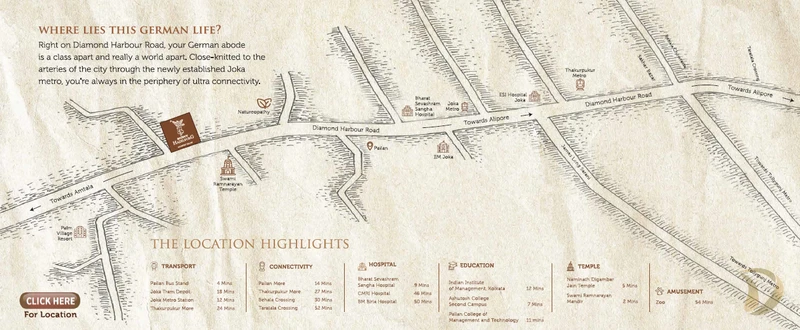 WHERE LIES THIS GERMAN LIFE?
Right on Diamond Harbour Road, your German abode
is a class apart and really a world apart. Close-knitted to the
arteries of the city through the newly established Joka
metro, you're always in the periphery of ultra connectivity.
Naturopathy
Diamond Harbour Road
Bharat
Sevashram
Sangha
Hospital
Joka
Metro
ESI Hospital
Joka
Thakurpukur
Metro
Towards Alipore
Diamond Harbour Road
Towards Alipore
Pailan
IIM Joka
Swami
Ramnarayan
Temple
Towards Amtala
Palm
Village
Resort
THE LOCATION HIGHLIGHTS
TRANSPORT
Pailan Bus Stand 4 Mins
Joka Tram Depot 18 Mins
Joka Metro Station 12 Mins
Thakurpukur Metro 24 Mins
CONNECTIVITY
Pailan More 14 Mins
Thakurpukur More 27 Mins
Behala Crossing 30 Mins
Taratala Crossing 52 Mins
HOSPITAL
Bharat Sevashram
Sangha Hospital 9 Mins
CMRI Hospital 46 Mins
BM Birla Hospital 50 Mins
EDUCATION
Indian Institute
of Management, Kolkata 12 Mins
Ashutosh College
Second Campus 7 Mins
Pailan College of
Management and Technology 11 mins
TEMPLE
Naminath Digamber
Jain Temple 5 Mins
Swami Ramnarayan
Mandir 2 Mins
AMUSEMENT
Zoo 54 Mins
CLICK HERE
For Location